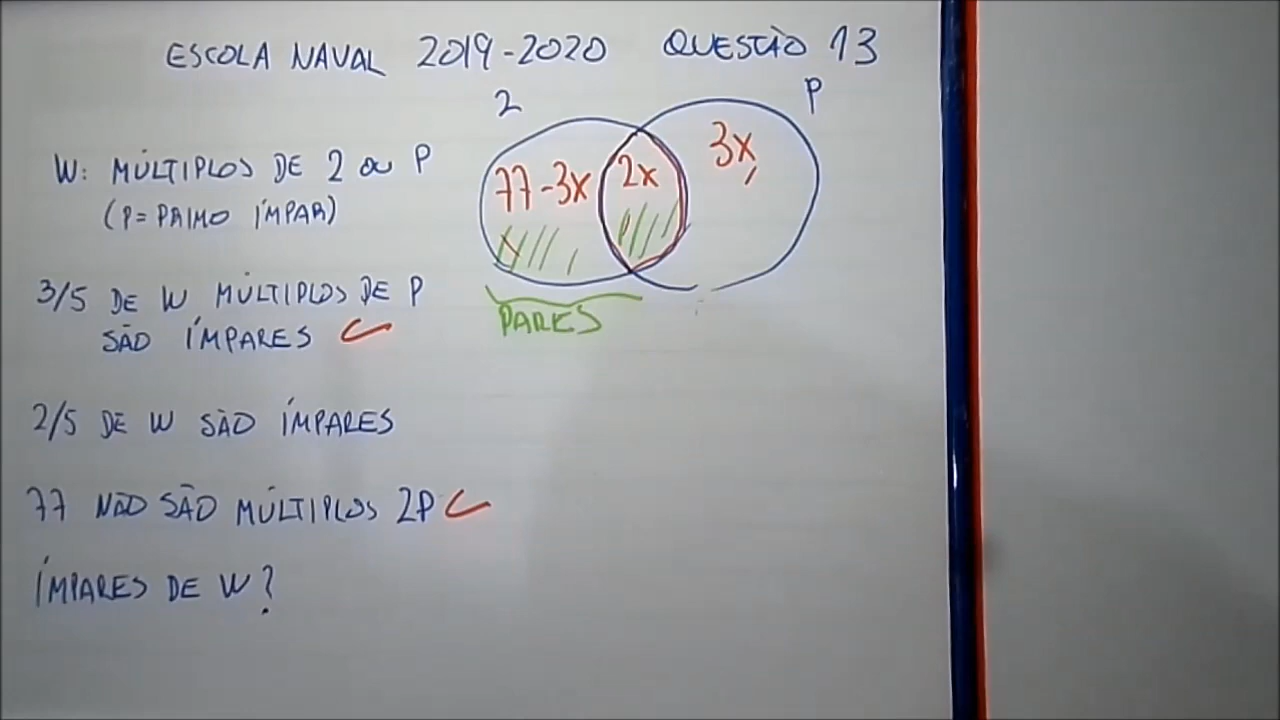 ESCOLA NAVAL 2019-2020 QUESTÃO 13
2 P
W: MÚLTIPLOS DE 2 OU P
(P = PRIMO ÍMPAR)
77-3X 2X 3X
3/5 DE W MÚLTIPLOS DE P
SÃO ÍMPARES
PARES
2/5 DE W SÃO ÍMPARES
77 NÃO SÃO MÚLTIPLOS 2P
ÍMPARES DE W?